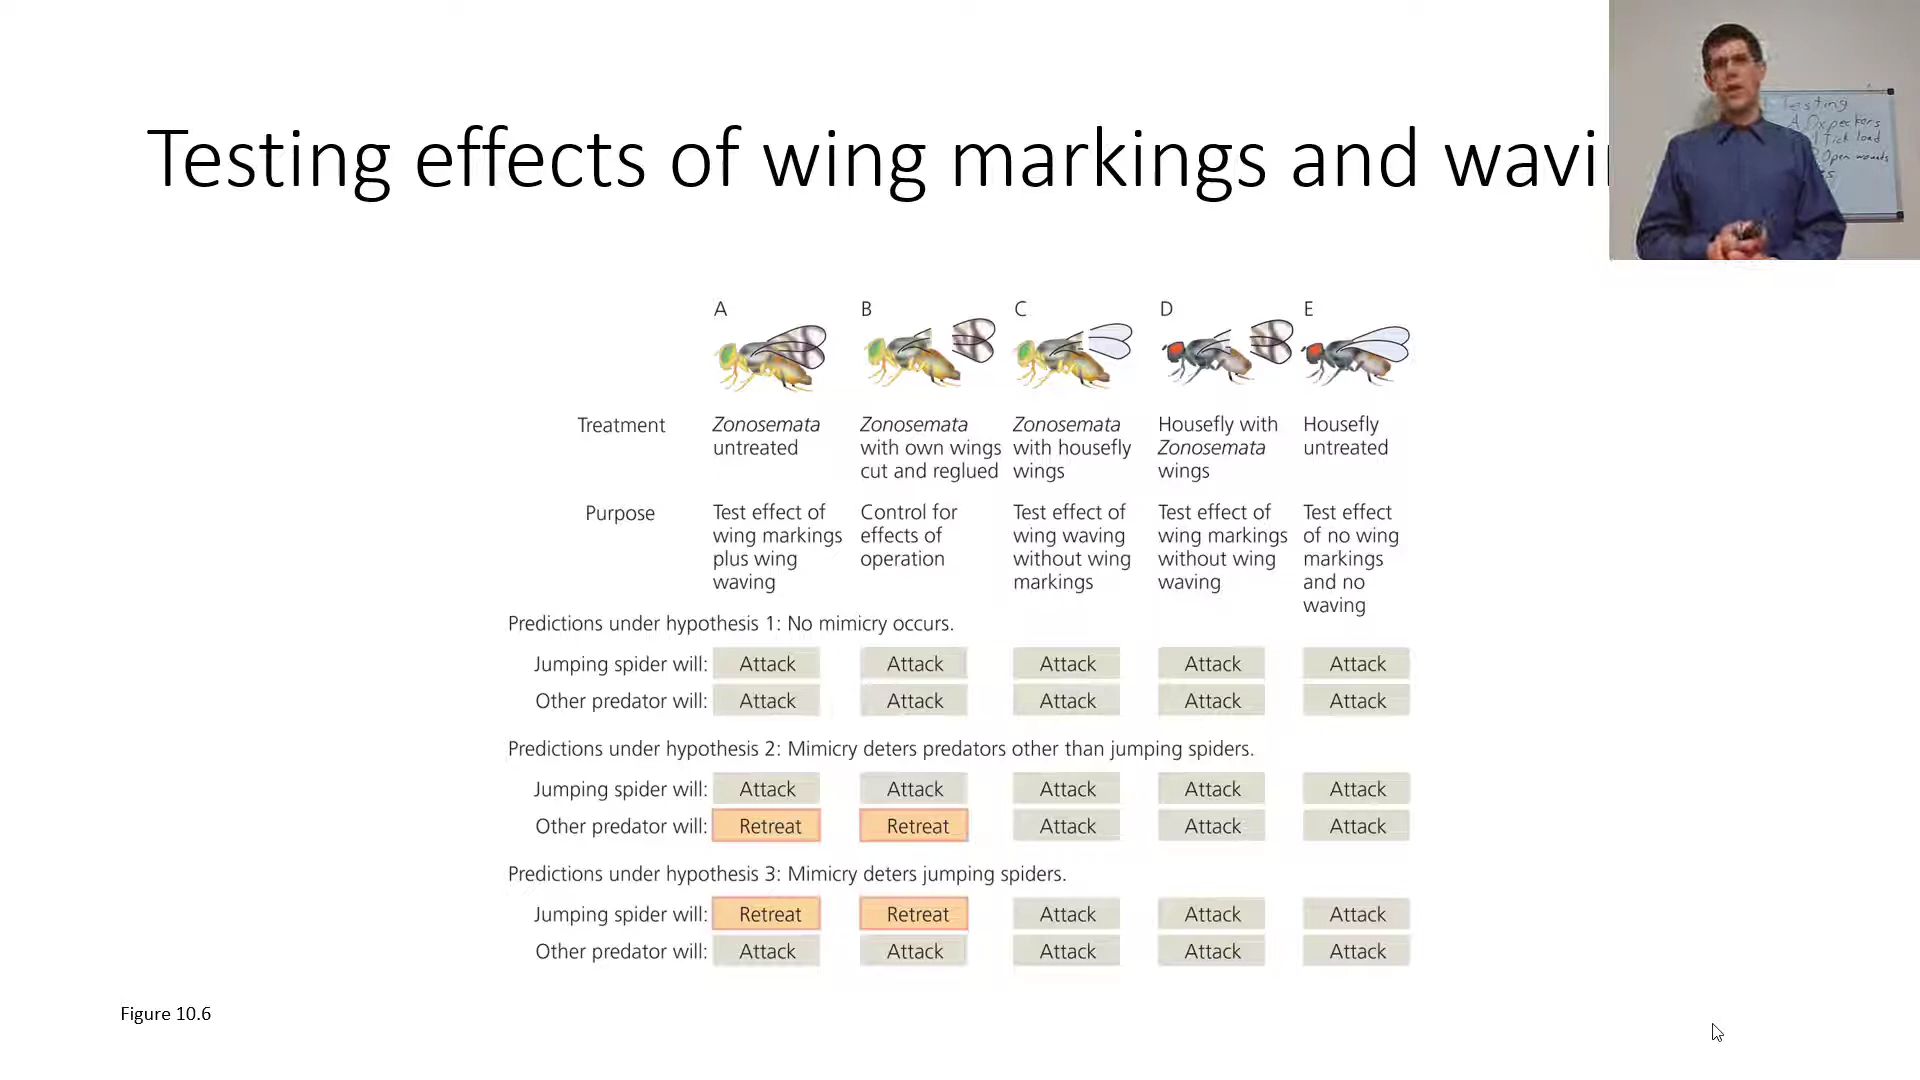 Testing effects of wing markings and wavi
Testing
A Oxpeckers
1 Tick load
Open wounds
A B C D E
Treatment
Zonosemata untreated
Zonosemata with own wings cut and reglued
Zonosemata with housefly wings
Housefly with Zonosemata wings
Housefly untreated
Purpose
Test effect of wing markings plus wing waving
Control for effects of operation
Test effect of wing waving without wing markings
Test effect of wing markings without wing waving
Test effect of no wing markings and no waving
Predictions under hypothesis 1: No mimicry occurs.
Jumping spider will: Attack Attack Attack Attack Attack
Other predator will: Attack Attack Attack Attack Attack
Predictions under hypothesis 2: Mimicry deters predators other than jumping spiders.
Jumping spider will: Attack Attack Attack Attack Attack
Other predator will: Retreat Retreat Attack Attack Attack
Predictions under hypothesis 3: Mimicry deters jumping spiders.
Jumping spider will: Retreat Retreat Attack Attack Attack
Other predator will: Attack Attack Attack Attack Attack
Figure 10.6